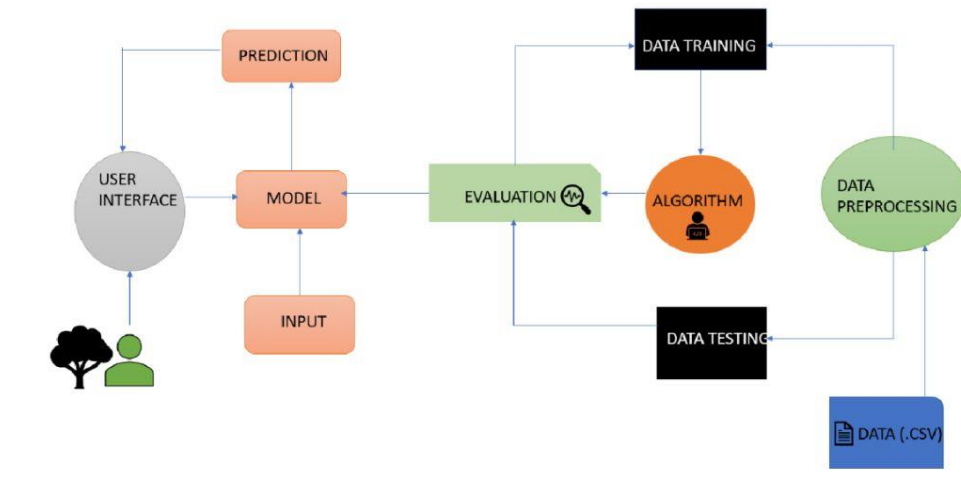 PREDICTION
DATA TRAINING
USER
INTERFACE
MODEL
EVALUATION
ALGORITHM
DATA
PREPROCESSING
INPUT
DATA TESTING
DATA (.CSV)